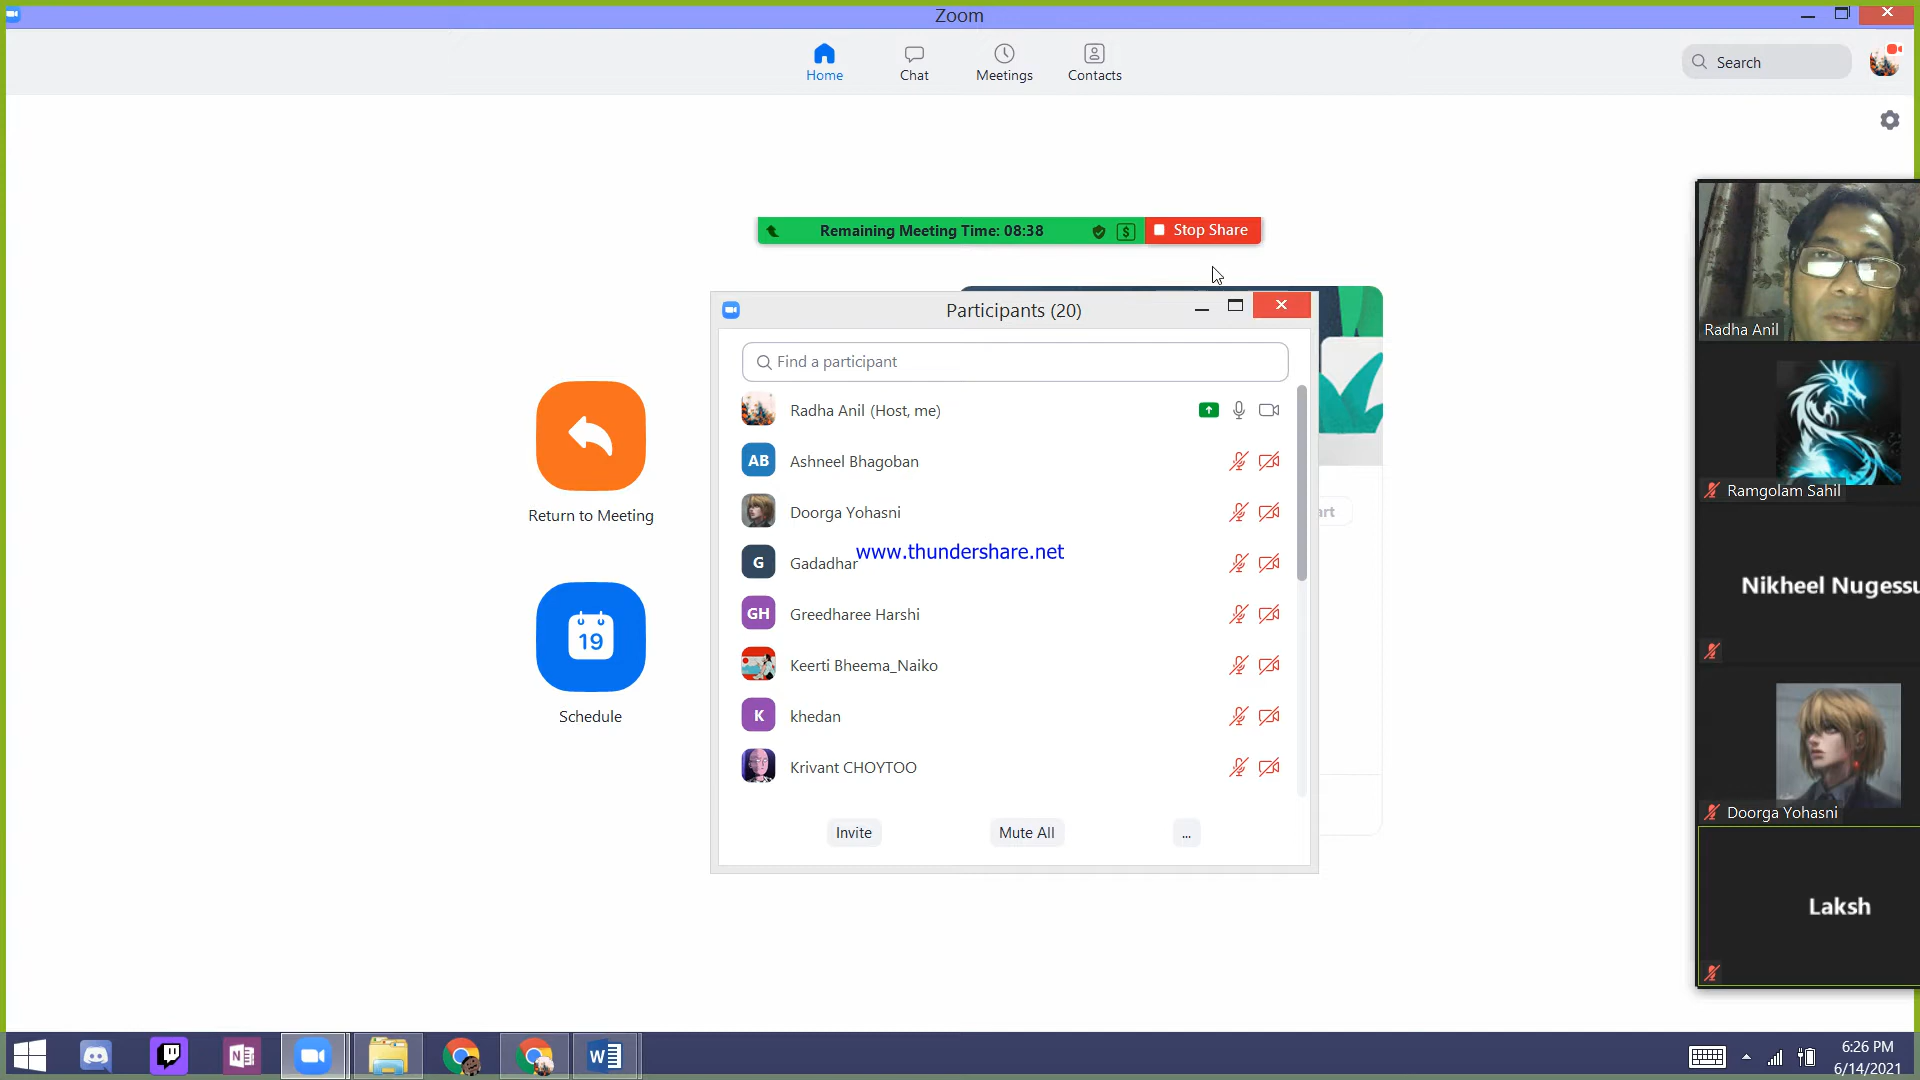 Zoom
Home
Chat
Meetings
Contacts
Search
Remaining Meeting Time: 08:38
$
Stop Share
Participants (20)
Find a participant
Radha Anil (Host, me)
AB
Ashneel Bhagoban
Doorga Yohasni
G
Gadadhar
www.thundershare.net
GH
Greedharee Harshi
Keerti Bheema_Naiko
K
khedan
Krivant CHOYTOO
Invite
Mute All
...
Return to Meeting
19
Schedule
art
Radha Anil
Ramgolam Sahil
Nikheel Nugessu
Doorga Yohasni
Laksh
N
W
6:26 PM
6/14/2021